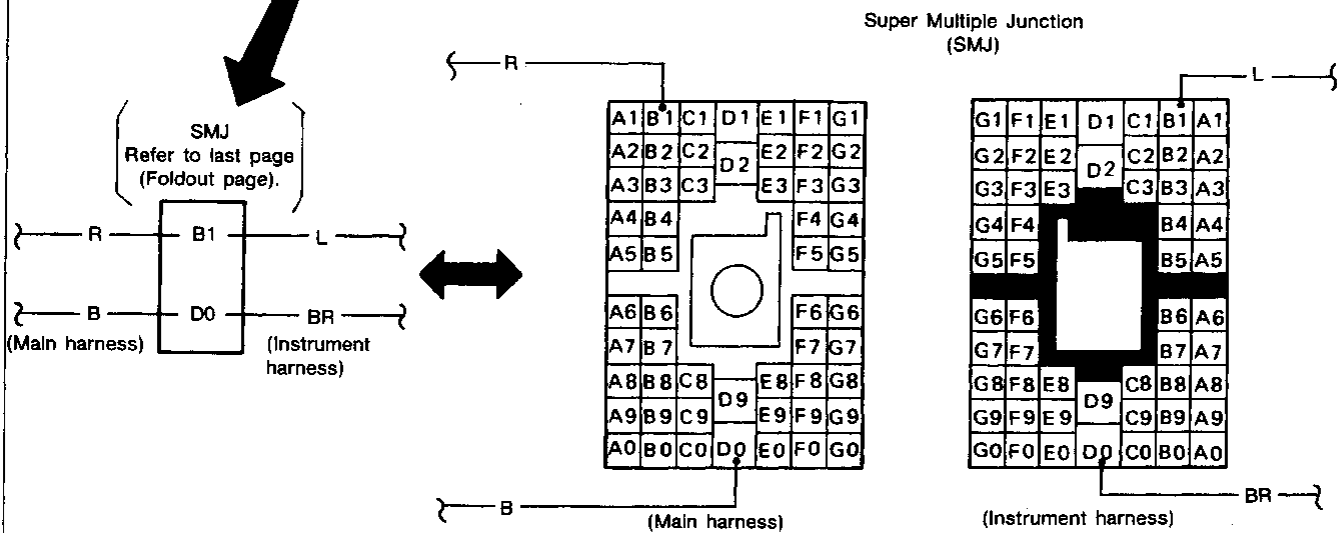 Super Multiple Junction
(SMJ)
SMJ
Refer to last page
(Foldout page).
R B1 L
B D0 BR
(Main harness) (Instrument
harness)
R
A1 B1 C1 D1 E1 F1 G1
A2 B2 C2 D2 E2 F2 G2
A3 B3 C3 E3 F3 G3
A4 B4 F4 G4
A5 B5 F5 G5
A6 B6 F6 G6
A7 B7 F7 G7
A8 B8 C8 D9 E8 F8 G8
A9 B9 C9 E9 F9 G9
A0 B0 C0 D0 E0 F0 G0
B
(Main harness)
L
G1 F1 E1 D1 C1 B1 A1
G2 F2 E2 D2 C2 B2 A2
G3 F3 E3 C3 B3 A3
G4 F4 B4 A4
G5 F5 B5 A5
G6 F6 B6 A6
G7 F7 B7 A7
G8 F8 E8 D9 C8 B8 A8
G9 F9 E9 C9 B9 A9
G0 F0 E0 D0 C0 B0 A0
BR
(Instrument harness)